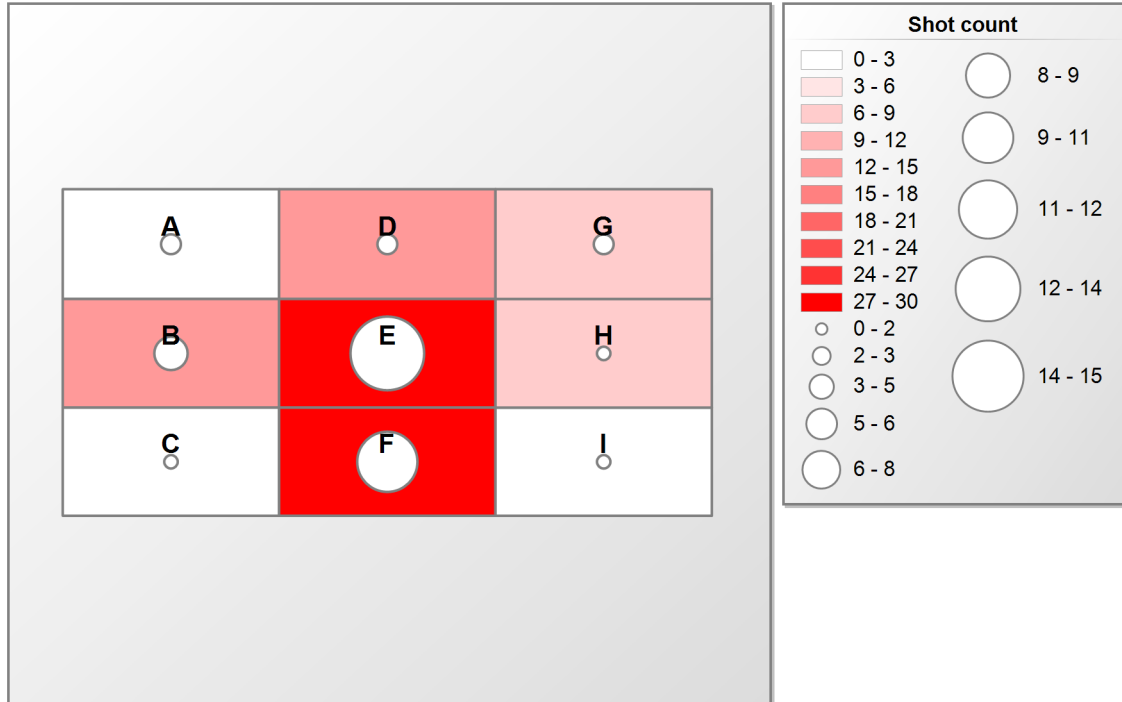 Shot count
0 - 3
3 - 6
6 - 9
9 - 12
12 - 15
15 - 18
18 - 21
21 - 24
24 - 27
27 - 30
0 - 2
2 - 3
3 - 5
5 - 6
6 - 8
8 - 9
9 - 11
11 - 12
12 - 14
14 - 15
A D G
B E H
C F I